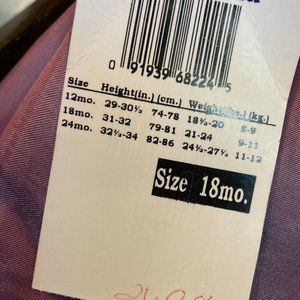 0 91939 68224 5
Size Height(in.) (cm.) Weight(lbs.) (kg.)
12mo. 29-30½ 74-78 18½-20 8-9
18mo. 31-32 79-81 21-24 9-11
24mo. 32½-34 82-86 24½-27½ 11-12
Size 18mo.